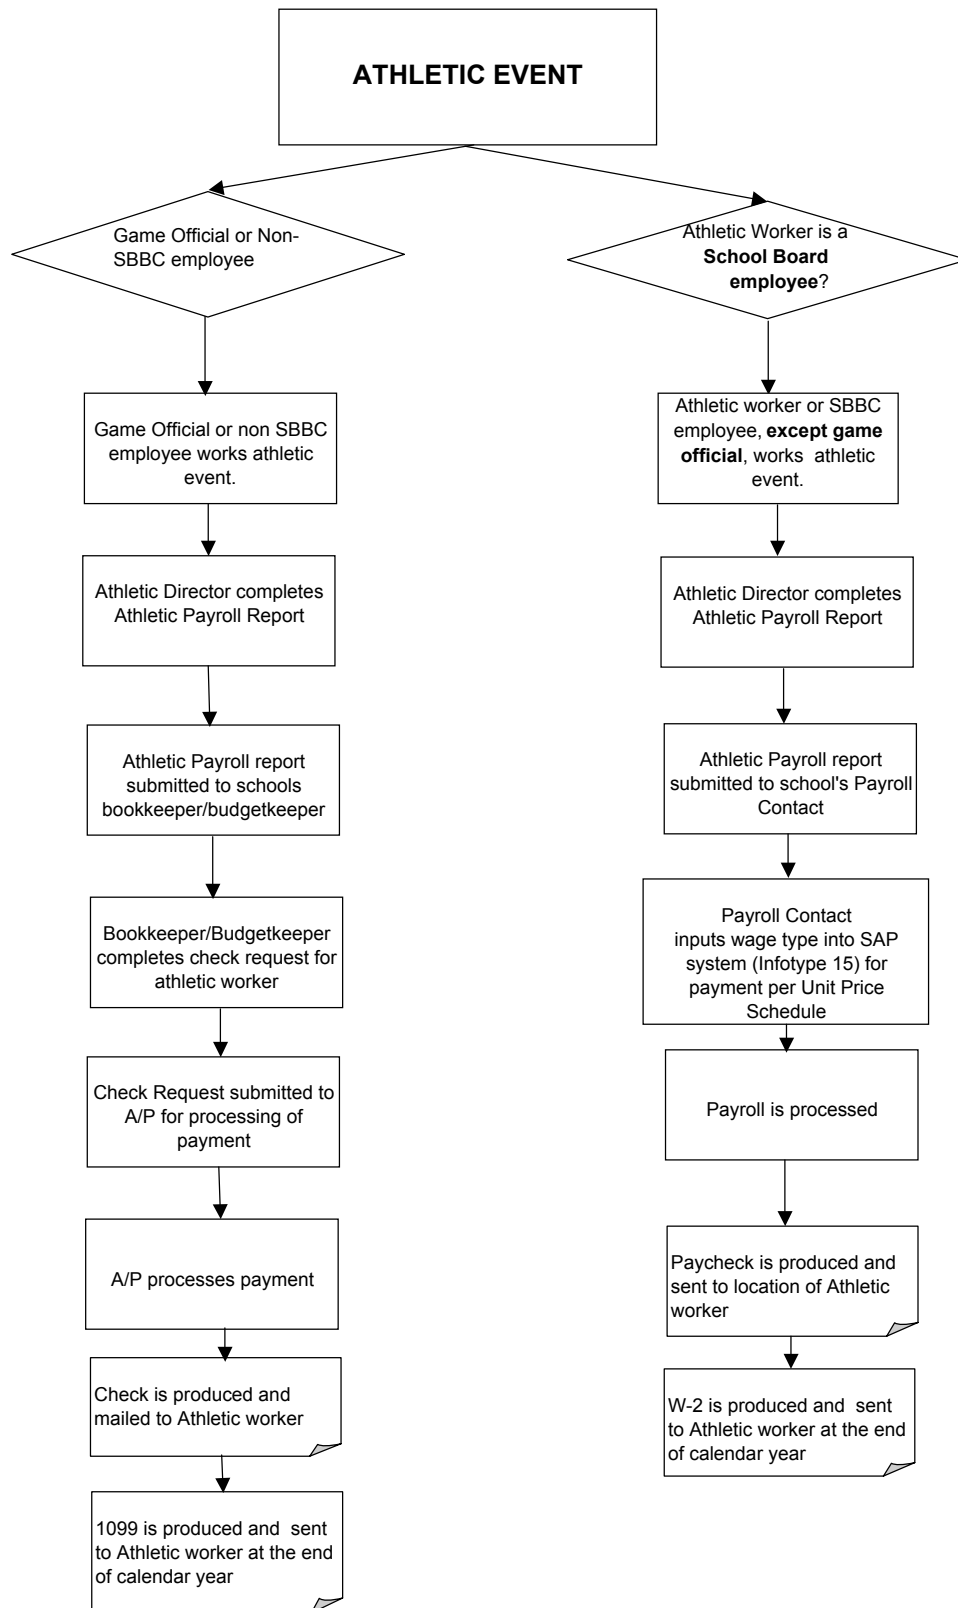 ATHLETIC EVENT
Game Official or Non-
SBBC employee
Athletic Worker is a
School Board
employee?
Game Official or non SBBC
employee works athletic
event.
Athletic worker or SBBC
employee, except game
official, works athletic
event.
Athletic Director completes
Athletic Payroll Report
Athletic Director completes
Athletic Payroll Report
Athletic Payroll report
submitted to schools
bookkeeper/budgetkeeper
Athletic Payroll report
submitted to school's Payroll
Contact
Bookkeeper/Budgetkeeper
completes check request for
athletic worker
Payroll Contact
inputs wage type into SAP
system (Infotype 15) for
payment per Unit Price
Schedule
Check Request submitted to
A/P for processing of
payment
Payroll is processed
A/P processes payment
Paycheck is produced and
sent to location of Athletic
worker
Check is produced and
mailed to Athletic worker
W-2 is produced and sent
to Athletic worker at the end
of calendar year
1099 is produced and sent
to Athletic worker at the end
of calendar year